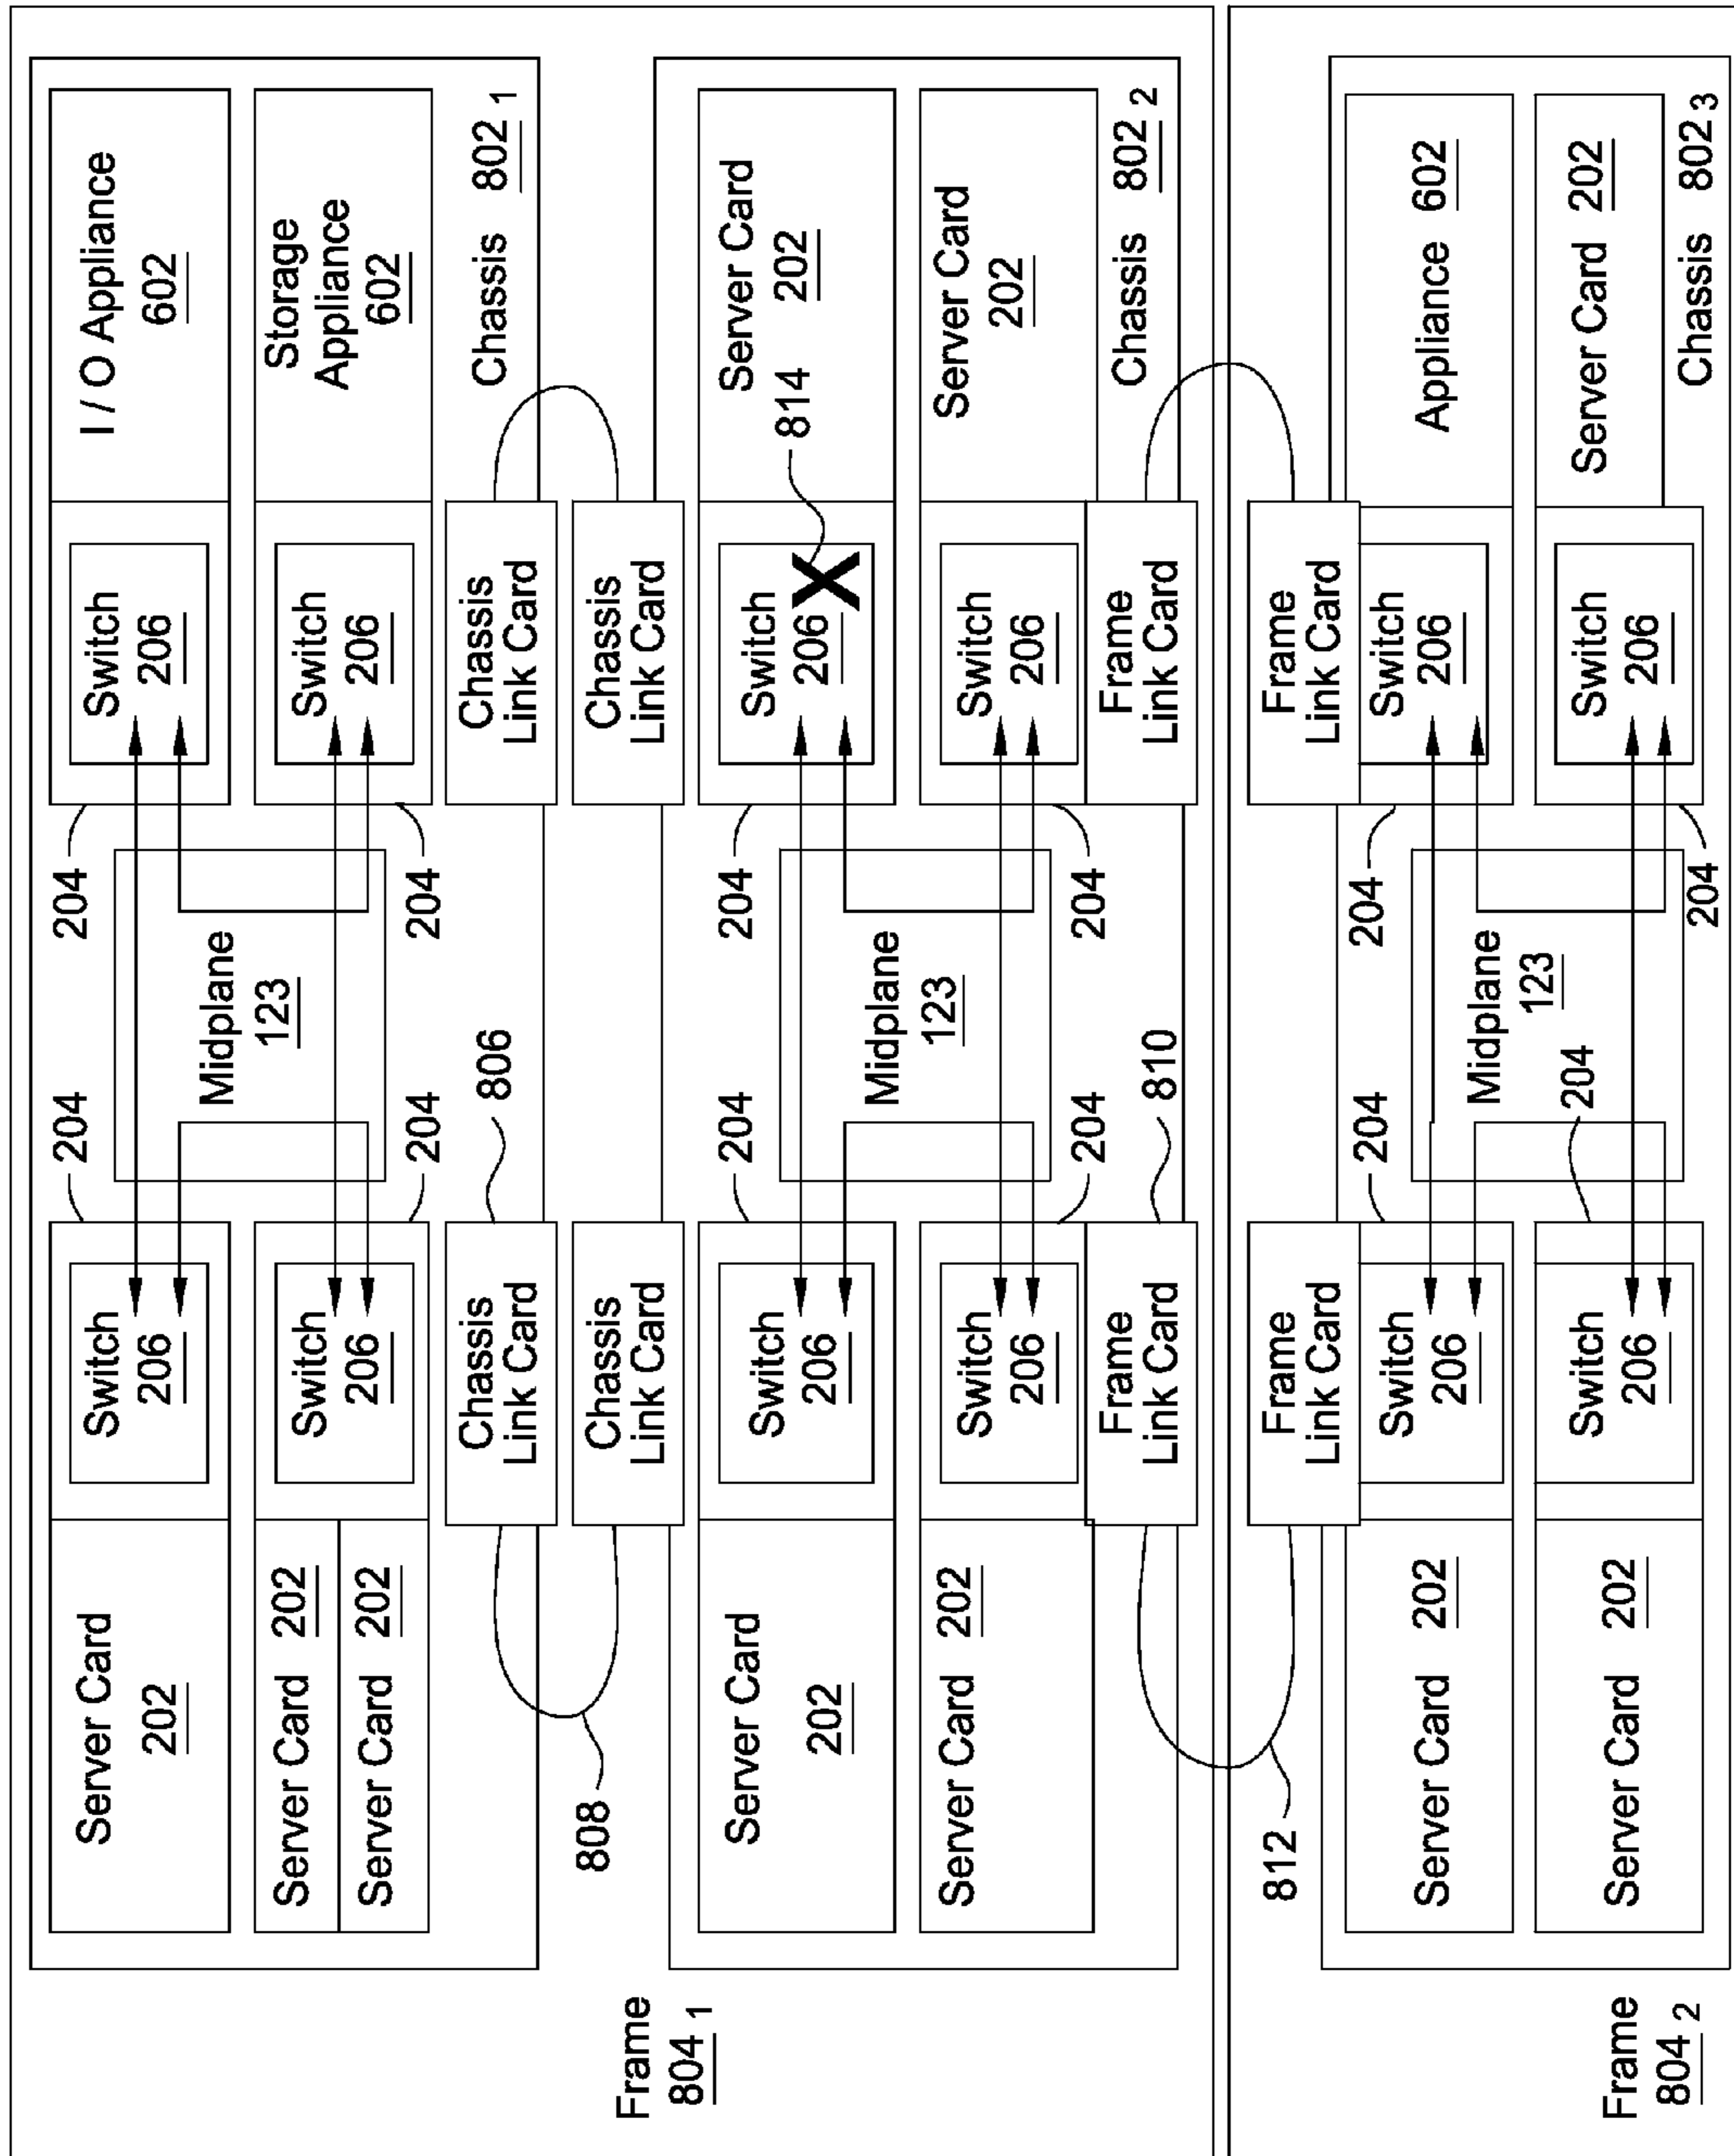 204
204
Server Card
202
Switch
206
Switch
206
I / O Appliance
602
Midplane
123
Server Card 202
Server Card 202
Switch
206
Switch
206
Storage
Appliance
602
204
204
Chassis
Link Card
806
Chassis
Link Card
Chassis 802 1
808
Chassis
Link Card
Chassis
Link Card
Frame
804 1
204
204
Server Card
202
Switch
206
Switch
206
814
Server Card
202
Midplane
123
Server Card 202
Switch
206
Switch
206
Server Card
202
204
204
Frame
Link Card
810
Frame
Link Card
Chassis 802 2
812
Frame
Link Card
Frame
Link Card
204
204
Server Card 202
Switch
206
Switch
206
Appliance 602
Midplane
123
204
Server Card 202
Switch
206
Switch
206
Server Card 202
204
Chassis 802 3
Frame
804 2